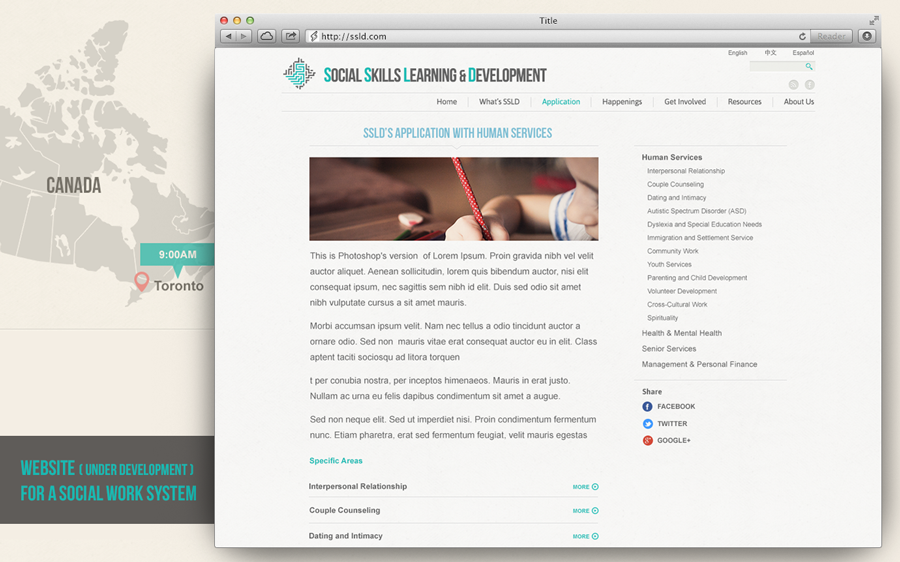 CANADA
9:00AM
Toronto
WEBSITE ( UNDER DEVELOPMENT )
FOR A SOCIAL WORK SYSTEM
Title
http://ssld.com
Reader
English 中文 Español
SOCIAL SKILLS LEARNING & DEVELOPMENT
Home What's SSLD Application Happenings Get Involved Resources About Us
SSLD'S APPLICATION WITH HUMAN SERVICES
This is Photoshop's version of Lorem Ipsum. Proin gravida nibh vel velit
auctor aliquet. Aenean sollicitudin, lorem quis bibendum auctor, nisi elit
consequat ipsum, nec sagittis sem nibh id elit. Duis sed odio sit amet
nibh vulputate cursus a sit amet mauris.
Morbi accumsan ipsum velit. Nam nec tellus a odio tincidunt auctor a
ornare odio. Sed non mauris vitae erat consequat auctor eu in elit. Class
aptent taciti sociosqu ad litora torquen
t per conubia nostra, per inceptos himenaeos. Mauris in erat justo.
Nullam ac urna eu felis dapibus condimentum sit amet a augue.
Sed non neque elit. Sed ut imperdiet nisi. Proin condimentum fermentum
nunc. Etiam pharetra, erat sed fermentum feugiat, velit mauris egestas
Specific Areas
Interpersonal Relationship MORE
Couple Counseling MORE
Dating and Intimacy MORE
Human Services
Interpersonal Relationship
Couple Counseling
Dating and Intimacy
Autistic Spectrum Disorder (ASD)
Dyslexia and Special Education Needs
Immigration and Settlement Service
Community Work
Youth Services
Parenting and Child Development
Volunteer Development
Cross-Cultural Work
Spirituality
Health & Mental Health
Senior Services
Management & Personal Finance
Share
FACEBOOK
TWITTER
GOOGLE+